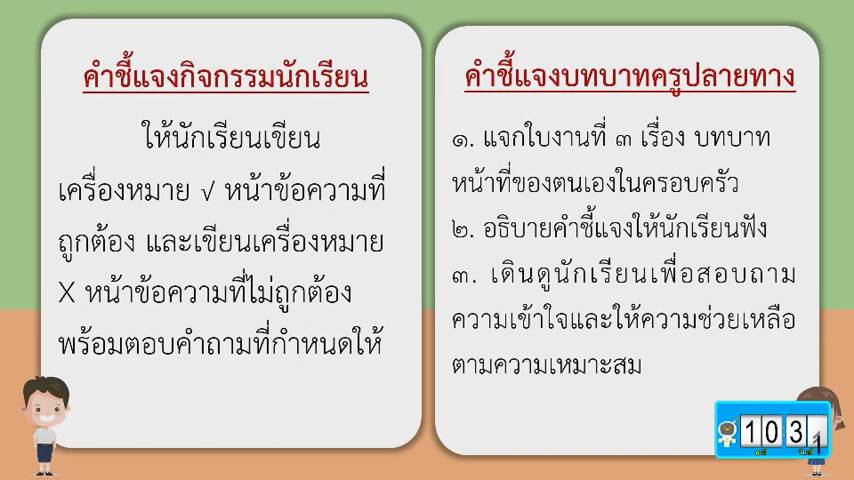 คำชี้แจงกิจกรรมนักเรียน
ให้นักเรียนเขียน
เครื่องหมาย √ หน้าข้อความที่
ถูกต้อง และเขียนเครื่องหมาย
X หน้าข้อความที่ไม่ถูกต้อง
พร้อมตอบคำถามที่กำหนดให้
คำชี้แจงบทบาทครูปลายทาง
๑. แจกใบงานที่ ๓ เรื่อง บทบาท
หน้าที่ของตนเองในครอบครัว
๒. อธิบายคำชี้แจงให้นักเรียนฟัง
๓. เดินดูนักเรียนเพื่อสอบถาม
ความเข้าใจและให้ความช่วยเหลือ
ตามความเหมาะสม
10 3